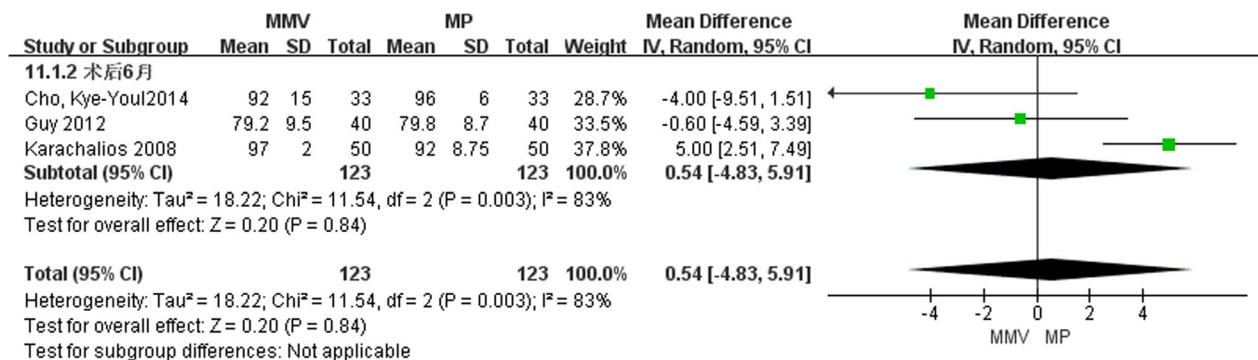 MMV MP Mean Difference Mean Difference
Study or Subgroup Mean SD Total Mean SD Total Weight IV, Random, 95% CI IV, Random, 95% CI
11.1.2 术后6月
Cho, Kye-Youl2014 92 15 33 96 6 33 28.7% -4.00 [-9.51, 1.51]
Guy 2012 79.2 9.5 40 79.8 8.7 40 33.5% -0.60 [-4.59, 3.39]
Karachalios 2008 97 2 50 92 8.75 50 37.8% 5.00 [2.51, 7.49]
Subtotal (95% CI) 123 123 100.0% 0.54 [-4.83, 5.91]
Heterogeneity: Tau² = 18.22; Chi² = 11.54, df = 2 (P = 0.003); I² = 83%
Test for overall effect: Z = 0.20 (P = 0.84)
Total (95% CI) 123 123 100.0% 0.54 [-4.83, 5.91]
Heterogeneity: Tau² = 18.22; Chi² = 11.54, df = 2 (P = 0.003); I² = 83%
Test for overall effect: Z = 0.20 (P = 0.84)
Test for subgroup differences: Not applicable
-4 -2 0 2 4
MMV MP